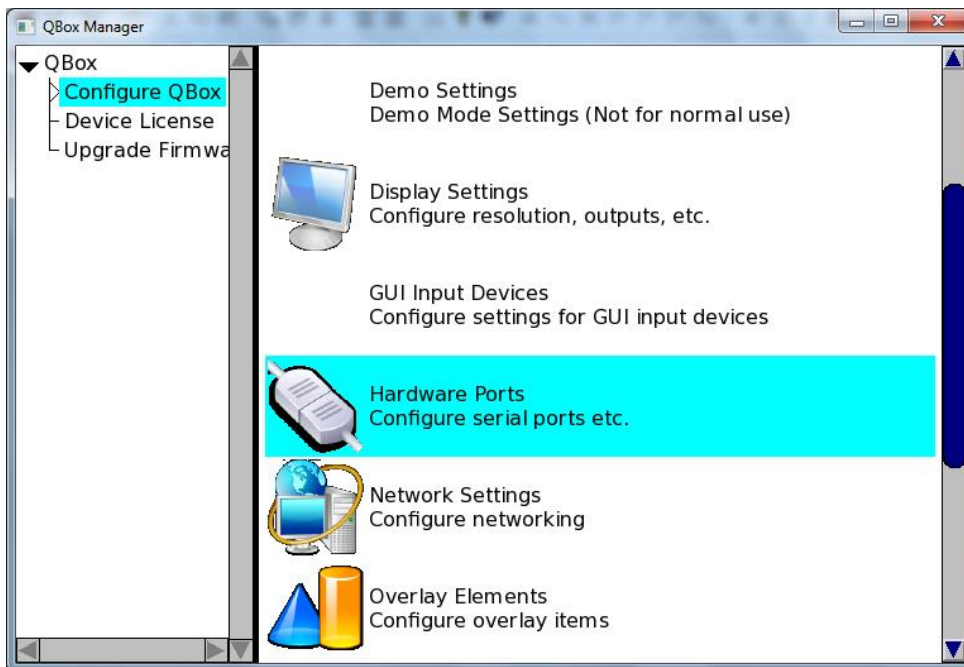 QBox Manager
QBox
Configure QBox
Device License
Upgrade Firmwa
Demo Settings
Demo Mode Settings (Not for normal use)
Display Settings
Configure resolution, outputs, etc.
GUI Input Devices
Configure settings for GUI input devices
Hardware Ports
Configure serial ports etc.
Network Settings
Configure networking
Overlay Elements
Configure overlay items